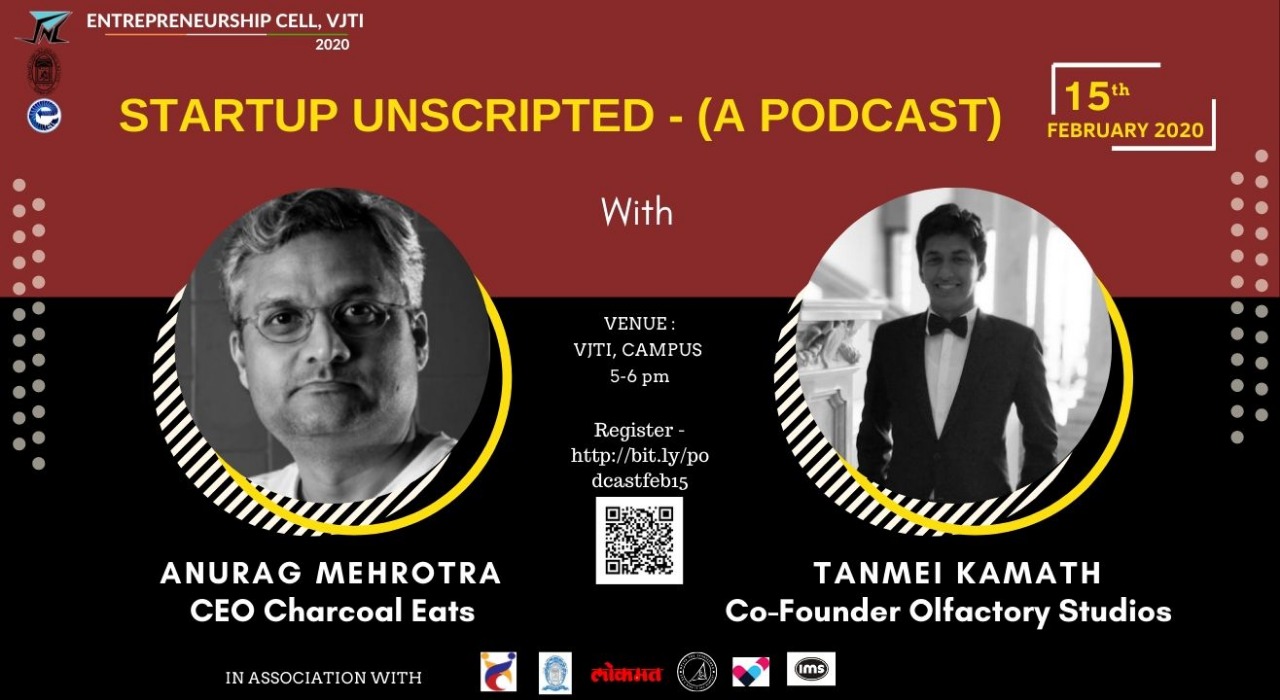 ENTREPRENEURSHIP CELL, VJTI
2020
STARTUP UNSCRIPTED - (A PODCAST)
15th
FEBRUARY 2020
With
VENUE :
VJTI, CAMPUS
5-6 pm
Register -
http://bit.ly/po
dcastfeb15
ANURAG MEHROTRA
CEO Charcoal Eats
TANMEI KAMATH
Co-Founder Olfactory Studios
IN ASSOCIATION WITH
लोकमत
ims